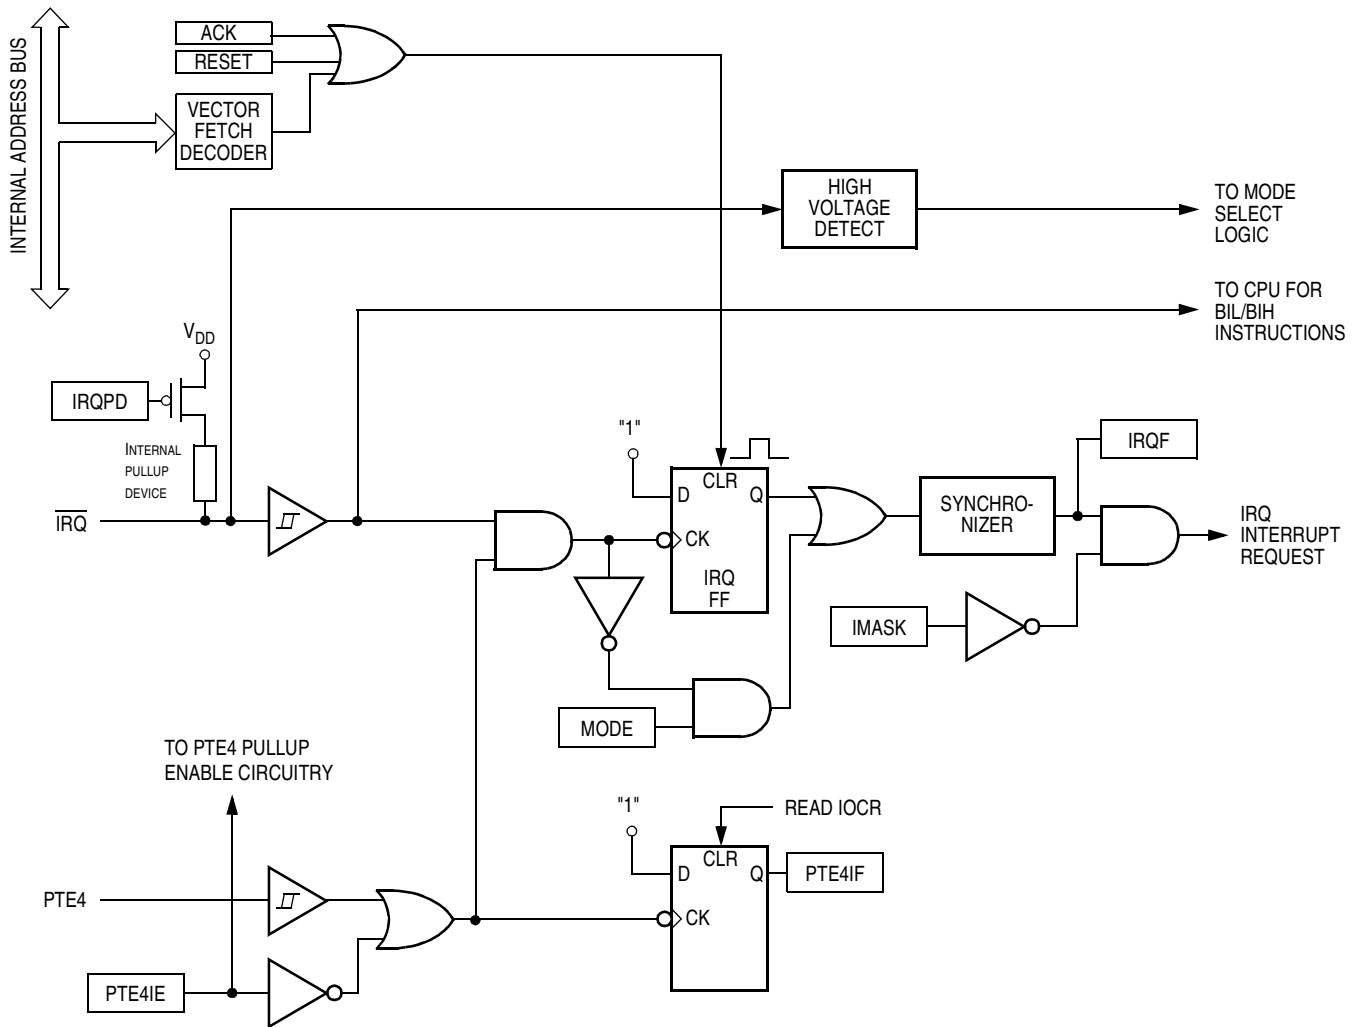 INTERNAL ADDRESS BUS
ACK
RESET
VECTOR
FETCH
DECODER
HIGH
VOLTAGE
DETECT
TO MODE
SELECT
LOGIC
TO CPU FOR
BIL/BIH
INSTRUCTIONS
VDD
IRQPD
INTERNAL
PULLUP
DEVICE
IRQ
"1"
D
CLR
Q
CK
IRQ
FF
SYNCHRO-
NIZER
IRQF
IRQ
INTERRUPT
REQUEST
IMASK
MODE
TO PTE4 PULLUP
ENABLE CIRCUITRY
"1"
READ IOCR
D
CLR
Q
CK
PTE4IF
PTE4
PTE4IE